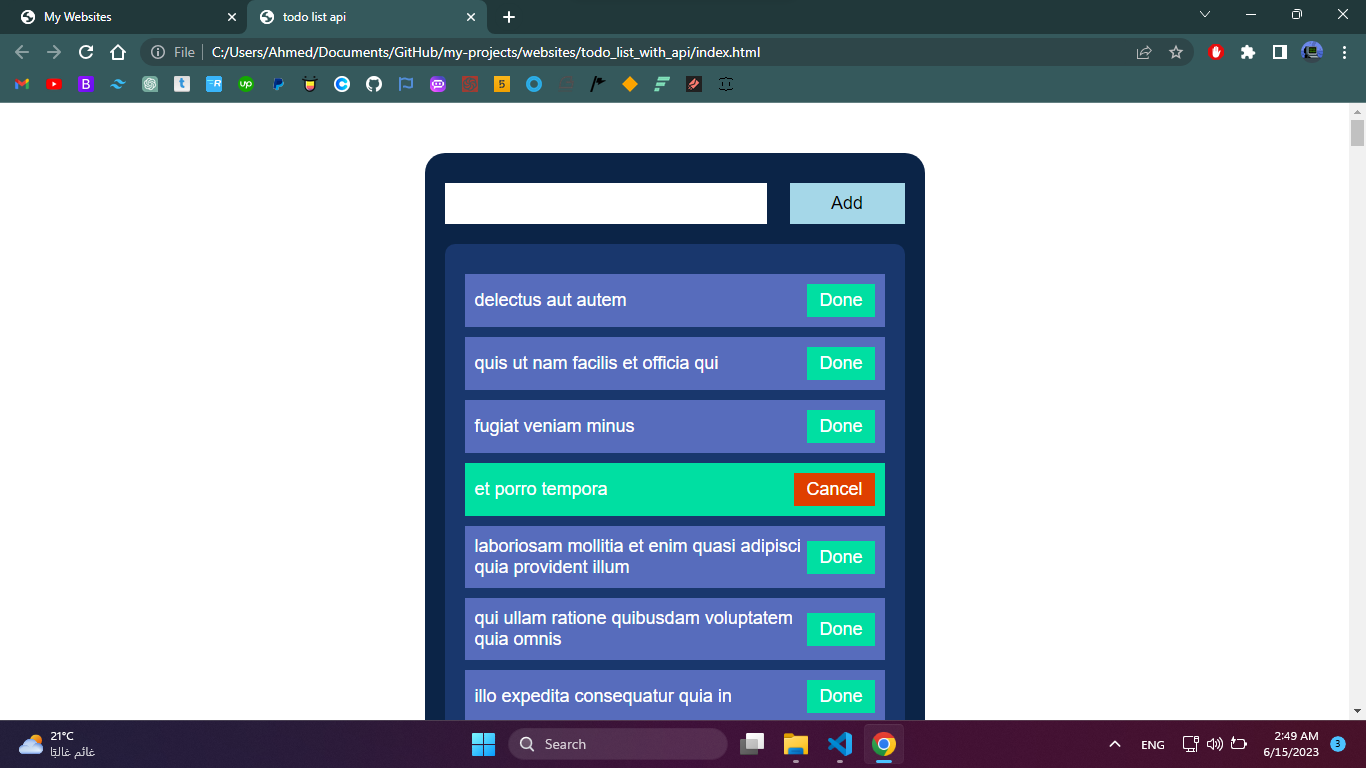 My Websites
todo list api
File
C:/Users/Ahmed/Documents/GitHub/my-projects/websites/todo_list_with_api/index.html
B
t
R
up
5
Add
delectus aut autem
Done
quis ut nam facilis et officia qui
Done
fugiat veniam minus
Done
et porro tempora
Cancel
laboriosam mollitia et enim quasi adipisci
quia provident illum
Done
qui ullam ratione quibusdam voluptatem
quia omnis
Done
illo expedita consequatur quia in
Done
21°C
غائم غالبًا
Search
ENG
2:49 AM
6/15/2023
3